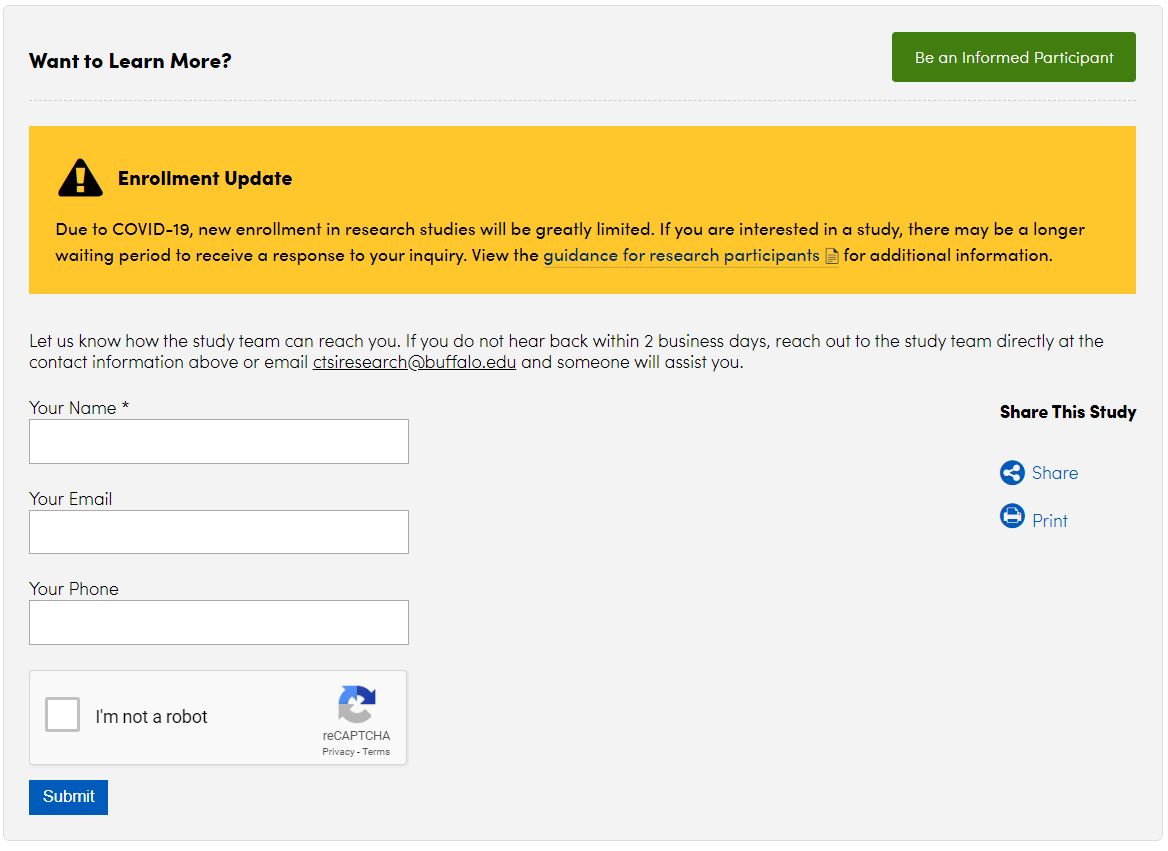 Want to Learn More?
Be an Informed Participant
Enrollment Update
Due to COVID-19, new enrollment in research studies will be greatly limited. If you are interested in a study, there may be a longer
waiting period to receive a response to your inquiry. View the guidance for research participants for additional information.
Let us know how the study team can reach you. If you do not hear back within 2 business days, reach out to the study team directly at the
contact information above or email ctsiresearch@buffalo.edu and someone will assist you.
Your Name *
Share This Study
Share
Your Email
Print
Your Phone
I'm not a robot
reCAPTCHA
Privacy - Terms
Submit